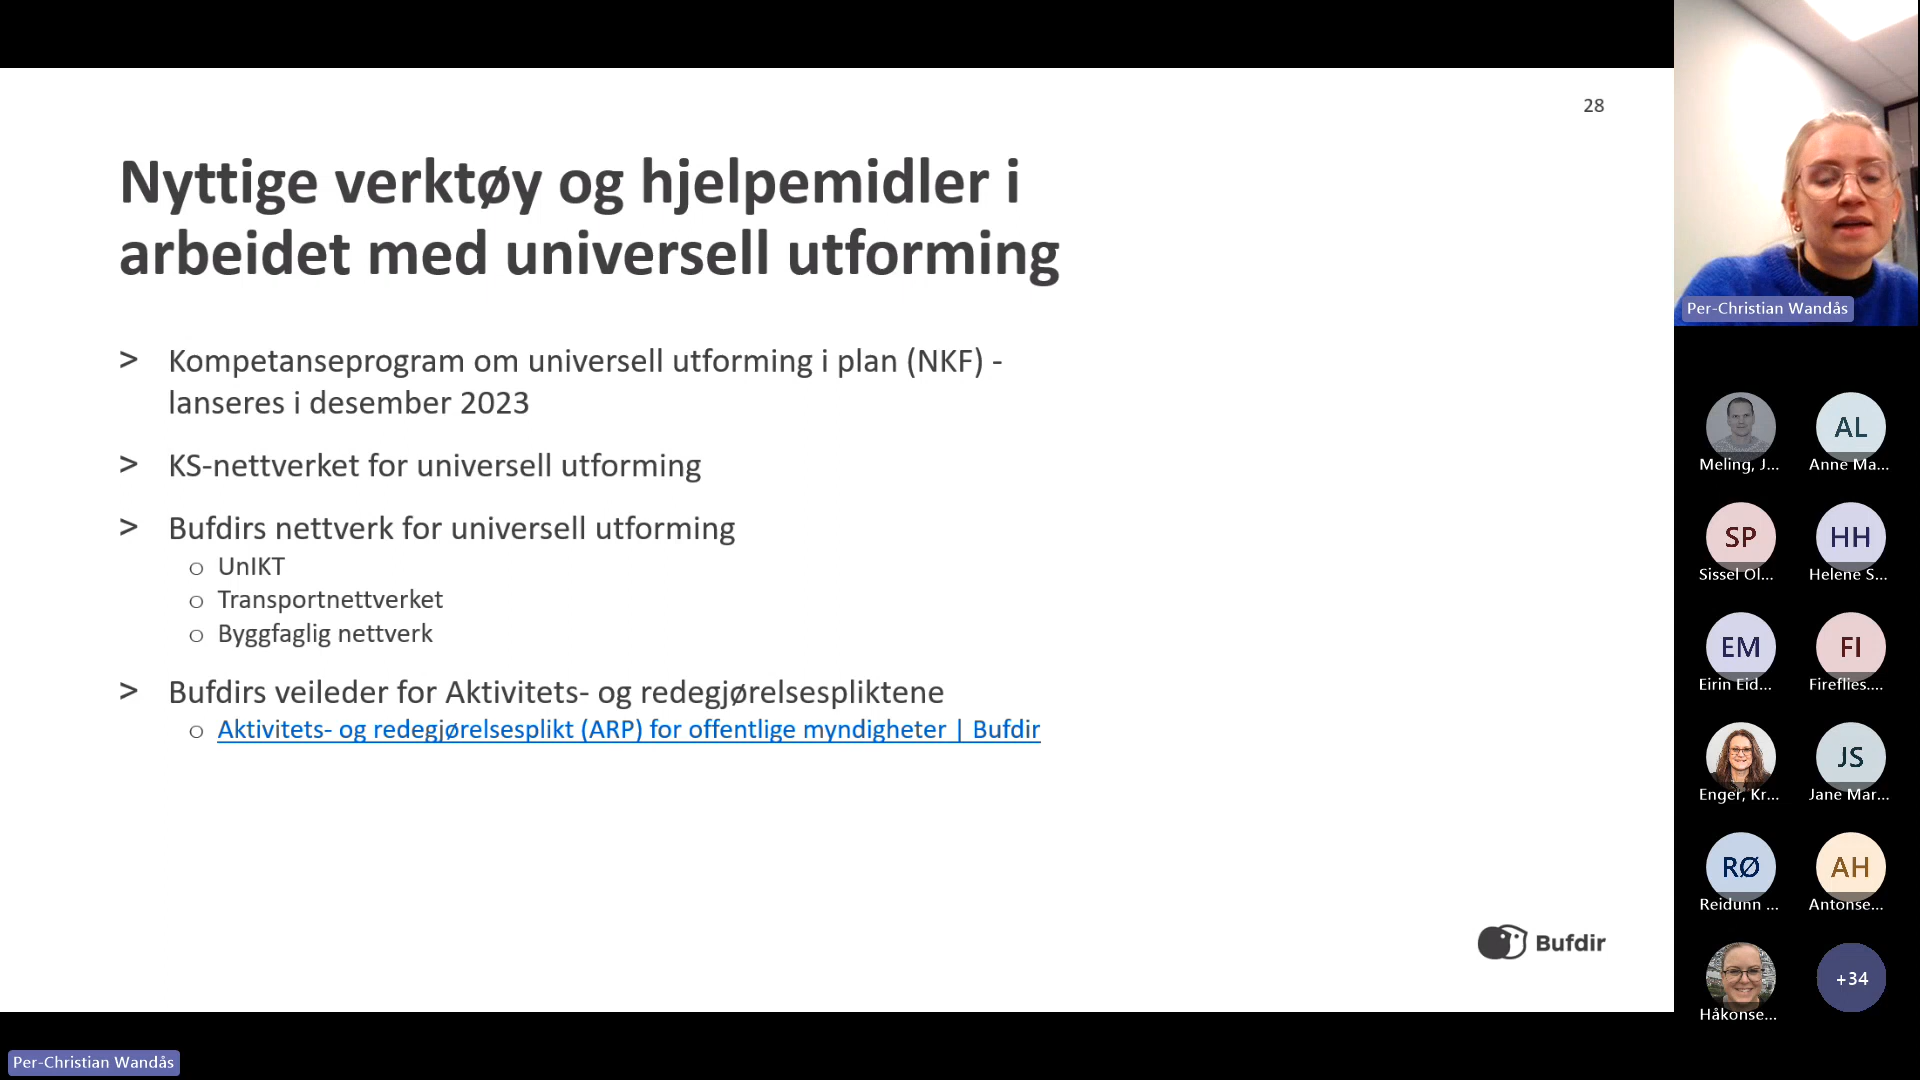 28
Nyttige verktøy og hjelpemidler i
arbeidet med universell utforming
> Kompetanseprogram om universell utforming i plan (NKF) -
lanseres i desember 2023
> KS-nettverket for universell utforming
> Bufdirs nettverk for universell utforming
o UnIKT
o Transportnettverket
o Byggfaglig nettverk
> Bufdirs veileder for Aktivitets- og redegjørelsespliktene
o Aktivitets- og redegjørelsesplikt (ARP) for offentlige myndigheter | Bufdir
Bufdir
Per-Christian Wandås
Per-Christian Wandås
Meling, J...
AL
Anne Ma...
SP
Sissel Ol...
HH
Helene S...
EM
Eirin Eid...
FI
Fireflies....
Enger, Kr...
JS
Jane Mar...
RØ
Reidunn ...
AH
Antonse...
Håkonse...
+34